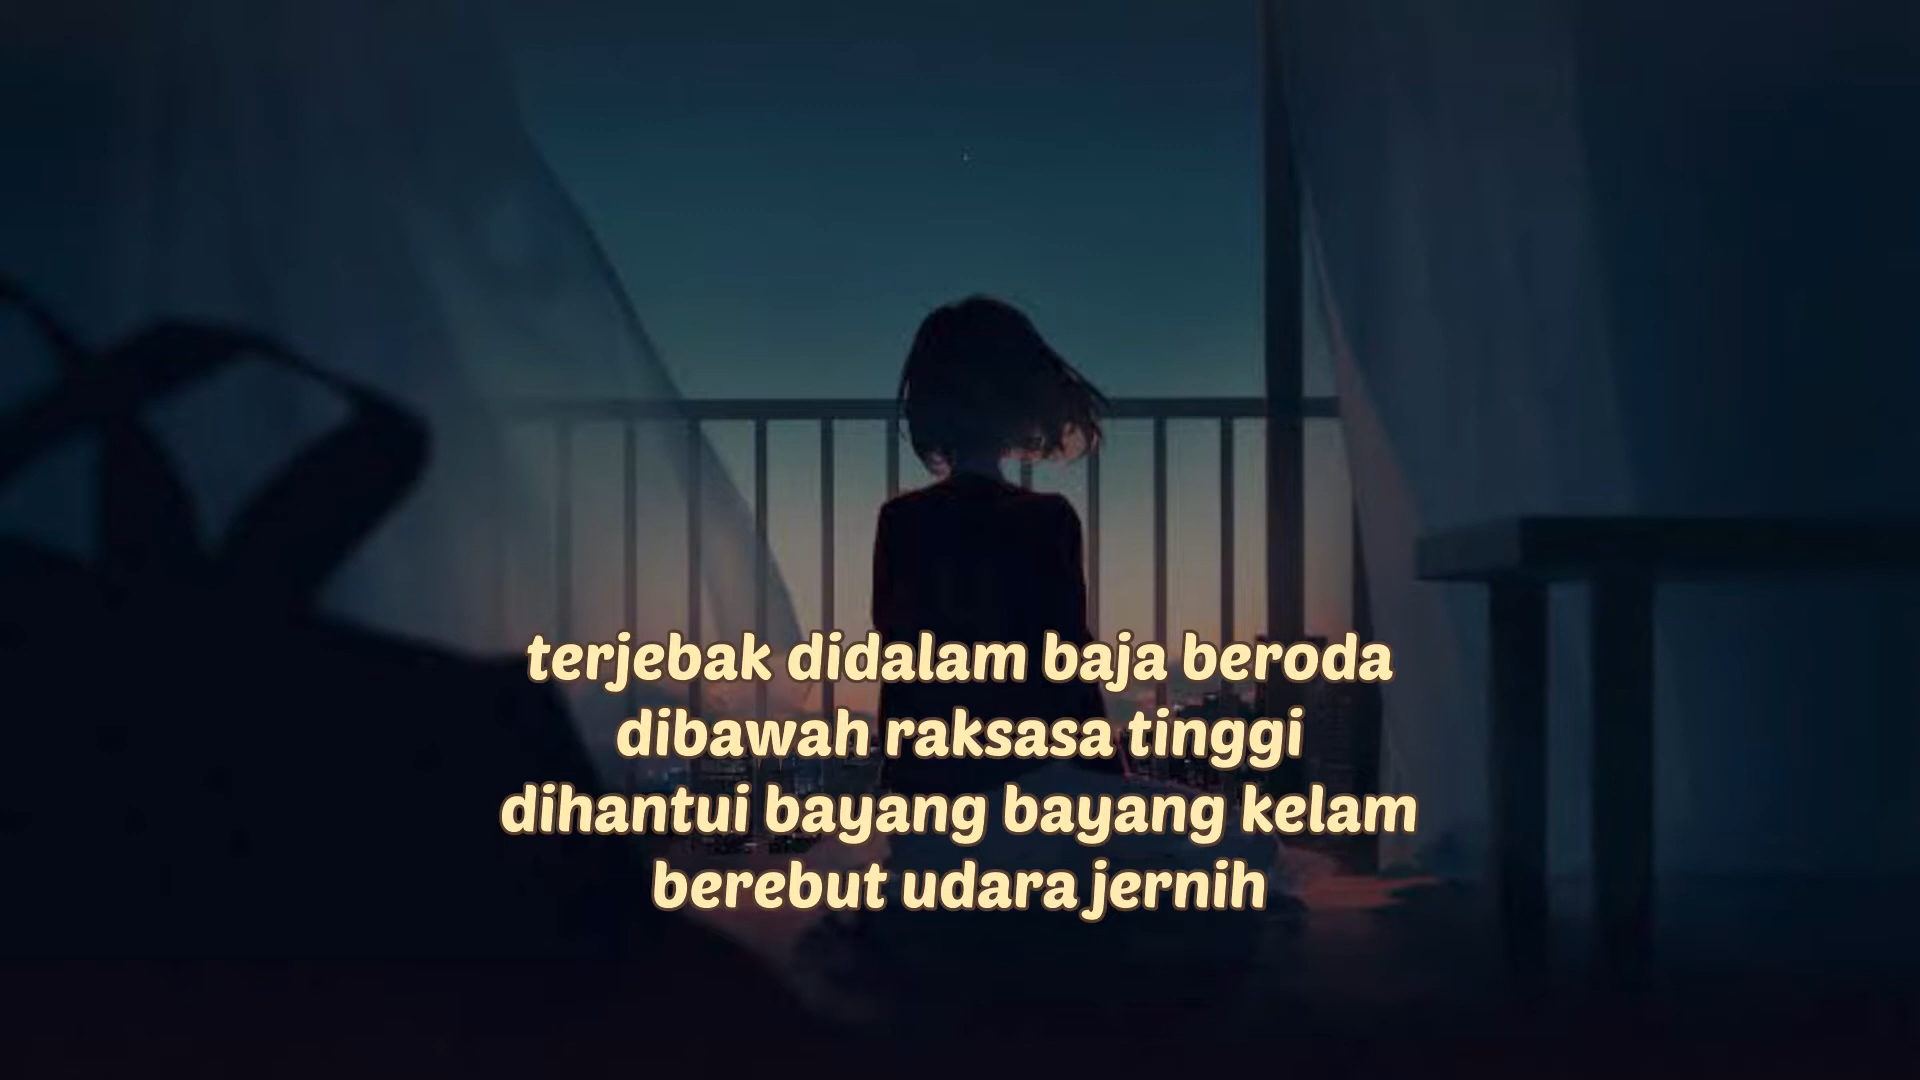 terjebak didalam baja beroda
dibawah raksasa tinggi
dihantui bayang bayang kelam
berebut udara jernih